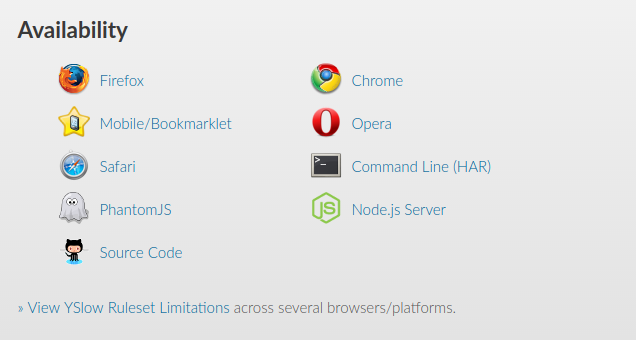 Availability
Firefox
Chrome
Mobile/Bookmarklet
Opera
Safari
>_
Command Line (HAR)
PhantomJS
JS
Node.js Server
Source Code
» View YSlow Ruleset Limitations across several browsers/platforms.